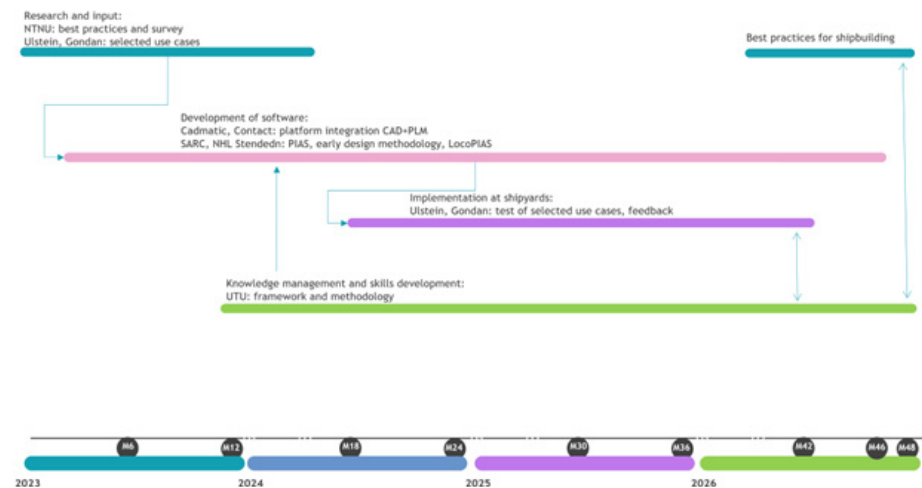 Research and input:
NTNU: best practices and survey
Ulstein, Gondan: selected use cases
Best practices for shipbuilding
Development of software:
Cadmatic, Contact: platform integration CAD+PLM
SARC, NHL Stendedn: PIAS, early design methodology, LocoPIAS
Implementation at shipyards:
Ulstein, Gondan: test of selected use cases, feedback
Knowledge management and skills development:
UTU: framework and methodology
M6 M12 M18 M24 M30 M36 M42 M46 M48
2023 2024 2025 2026